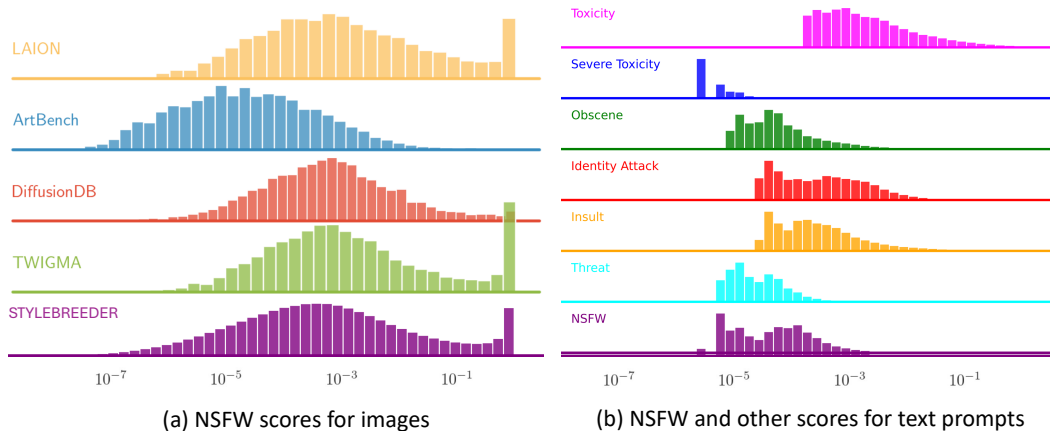 LAION
ArtBench
DiffusionDB
TWIGMA
STYLEBREEDER
10⁻⁷ 10⁻⁵ 10⁻³ 10⁻¹
(a) NSFW scores for images
Toxicity
Severe Toxicity
Obscene
Identity Attack
Insult
Threat
NSFW
10⁻⁷ 10⁻⁵ 10⁻³ 10⁻¹
(b) NSFW and other scores for text prompts